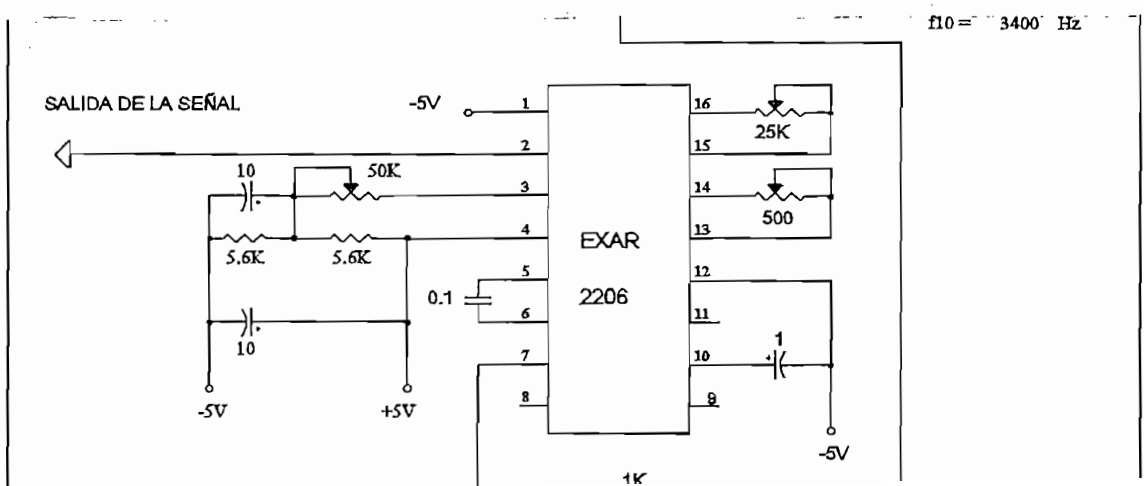 f10 = 3400 Hz
SALIDA DE LA SEÑAL
-5V
1
16
25K
2
15
10
50K
3
14
500
5.6K
5.6K
4
13
EXAR
2206
0.1
5
12
6
11
10
7
10
1
8
9
-5V
+5V
-5V
1K